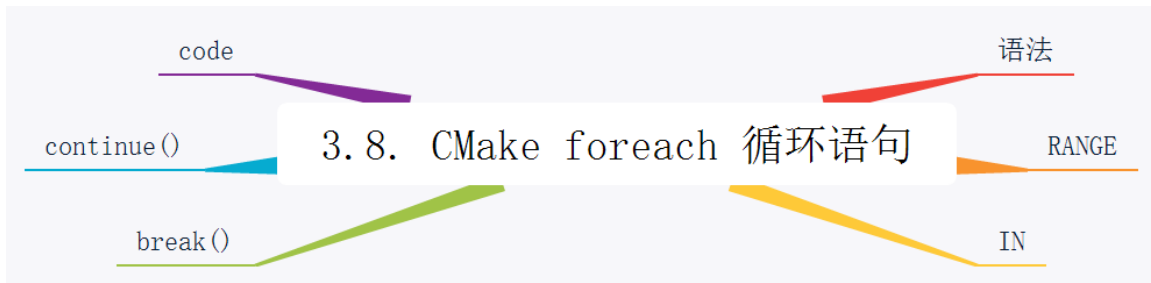 code
语法
continue()
3.8. CMake foreach 循环语句
RANGE
break()
IN